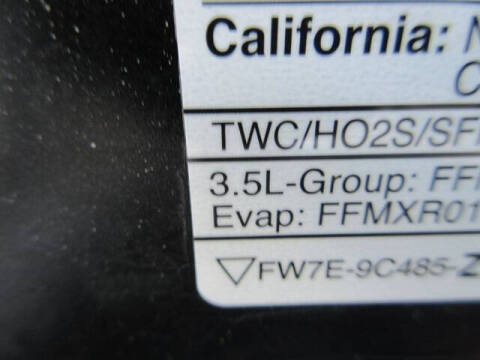 California:
TWC/HO2S/SF
3.5L-Group: FF
Evap: FFMXR01
▽FW7E-9C485-Z